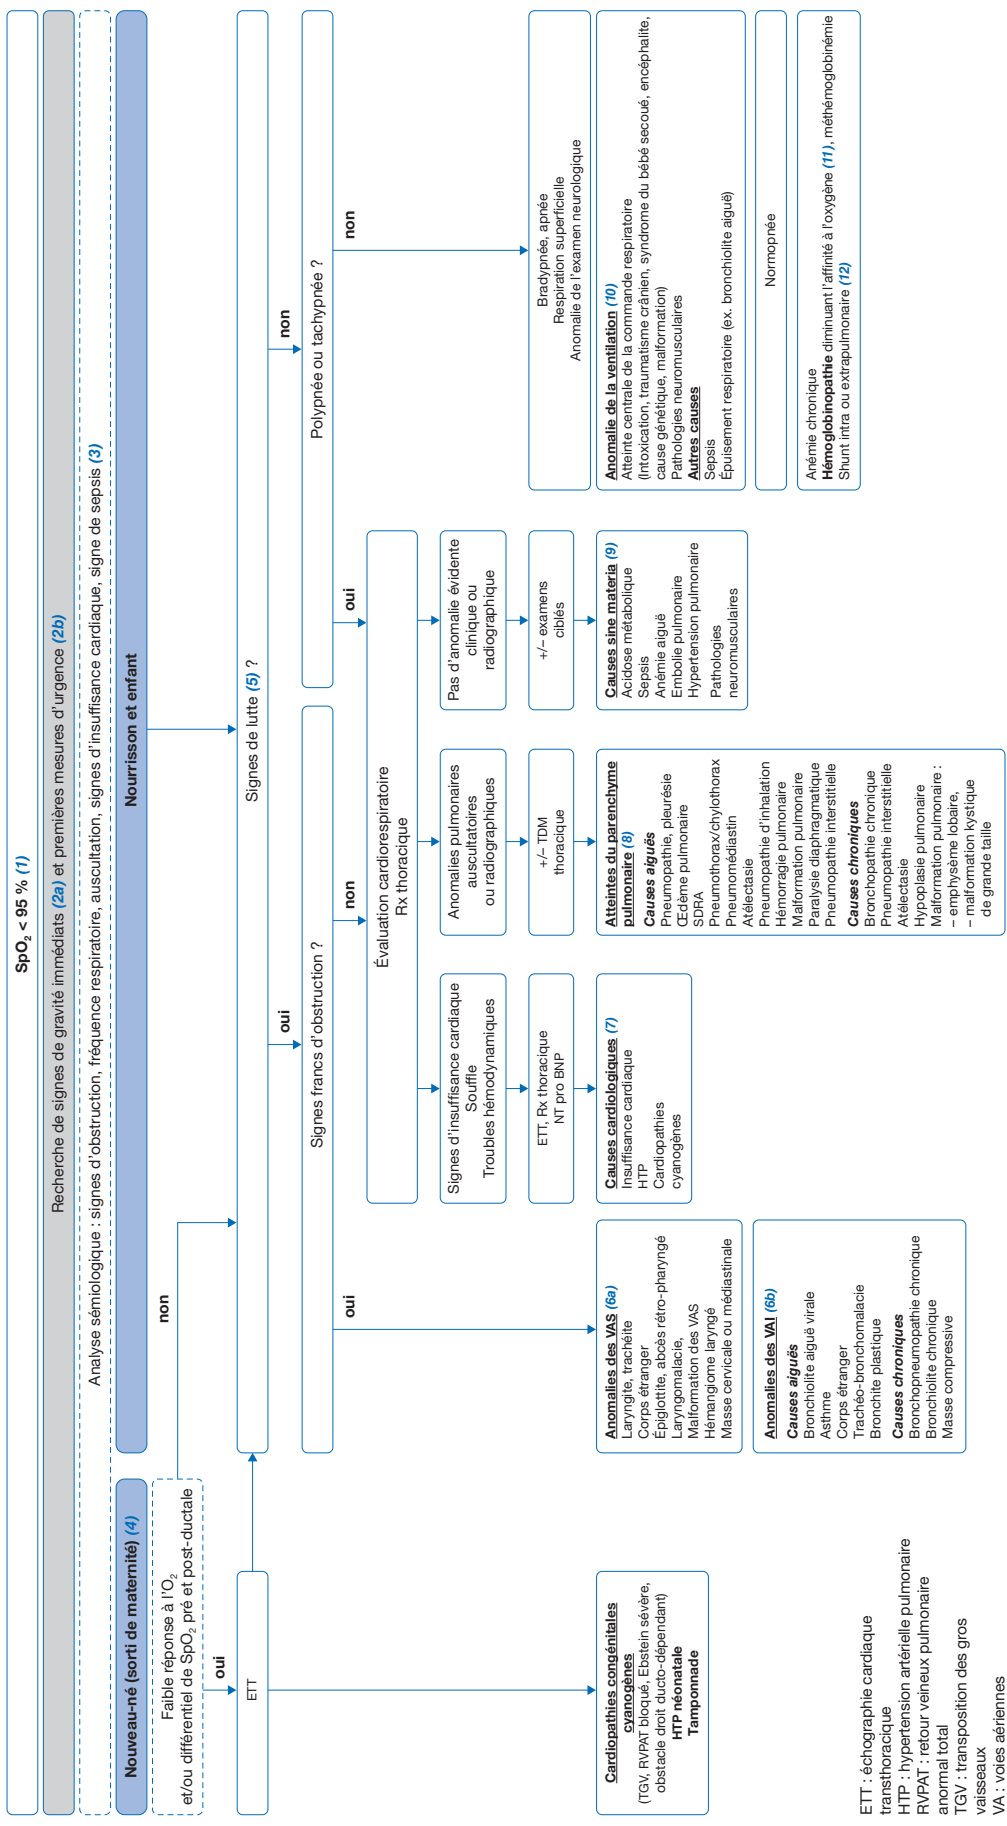 SpO2 < 95 % (1)
Recherche de signes de gravité immédiats (2a) et premières mesures d'urgence (2b)
Analyse sémiologique : signes d'obstruction, fréquence respiratoire, auscultation, signes d'insuffisance cardiaque, signe de sepsis (3)
Nouveau-né (sorti de maternité) (4)
Faible réponse à l'O2
et/ou différentiel de SpO2 pré et post-ductale
oui
non
ETT
Cardiopathies congénitales
cyanogènes
(TGV, RVPAT bloqué, Ebstein sévère,
obstacle droit ducto-dépendant)
HTP néonatale
Tamponnade
Nourrisson et enfant
Signes de lutte (5) ?
oui
non
Signes francs d'obstruction ?
oui
non
Polypnée ou tachypnée ?
oui
non
Anomalies des VAS (6a)
Laryngite, trachéite
Corps étranger
Épiglottite, abcès rétro-pharyngé
Laryngomalacie,
Malformation des VAS
Hémangiome laryngé
Masse cervicale ou médiastinale
Anomalies des VAI (6b)
Causes aiguës
Bronchiolite aiguë virale
Asthme
Corps étranger
Trachéo-bronchomalacie
Bronchite plastique
Causes chroniques
Bronchopneumopathie chronique
Bronchiolite chronique
Masse compressive
Évaluation cardiorespiratoire
Rx thoracique
Signes d'insuffisance cardiaque
Souffle
Troubles hémodynamiques
ETT, Rx thoracique
NT pro BNP
Causes cardiologiques (7)
Insuffisance cardiaque
HTP
Cardiopathies
cyanogènes
Anomalies pulmonaires
auscultatoires
ou radiographiques
+/– TDM
thoracique
Atteintes du parenchyme
pulmonaire (8)
Causes aiguës
Pneumopathie, pleurésie
Œdème pulmonaire
SDRA
Pneumothorax/chylothorax
Pneumomédiastin
Atélectasie
Pneumopathie d'inhalation
Hémorragie pulmonaire
Malformation pulmonaire
Paralysie diaphragmatique
Pneumopathie interstitielle
Causes chroniques
Bronchopathie chronique
Pneumopathie interstitielle
Atélectasie
Hypoplasie pulmonaire
Malformation pulmonaire :
– emphysème lobaire,
– malformation kystique
de grande taille
Pas d'anomalie évidente
clinique ou
radiographique
+/– examens
ciblés
Causes sine materia (9)
Acidose métabolique
Sepsis
Anémie aiguë
Embolie pulmonaire
Hypertension pulmonaire
Pathologies
neuromusculaires
Bradypnée, apnée
Respiration superficielle
Anomalie de l'examen neurologique
Anomalie de la ventilation (10)
Atteinte centrale de la commande respiratoire
(Intoxication, traumatisme crânien, syndrome du bébé secoué, encéphalite,
cause génétique, malformation)
Pathologies neuromusculaires
Autres causes
Sepsis
Épuisement respiratoire (ex. bronchiolite aiguë)
Normopnée
Anémie chronique
Hémoglobinopathie diminuant l'affinité à l'oxygène (11), méthémoglobinémie
Shunt intra ou extrapulmonaire (12)
ETT : échographie cardiaque
transthoracique
HTP : hypertension artérielle pulmonaire
RVPAT : retour veineux pulmonaire
anormal total
TGV : transposition des gros
vaisseaux
VA : voies aériennes